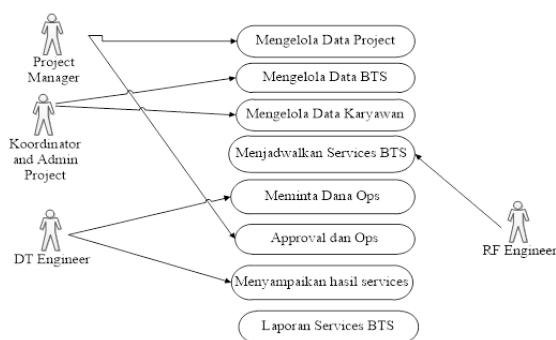 Project
Manager
Koordinator
and Admin
Project
DT Engineer
Mengelola Data Project
Mengelola Data BTS
Mengelola Data Karyawan
Menjadwalkan Services BTS
Meminta Dana Ops
Approval dan Ops
Menyampaikan hasil services
Laporan Services BTS
RF Engineer